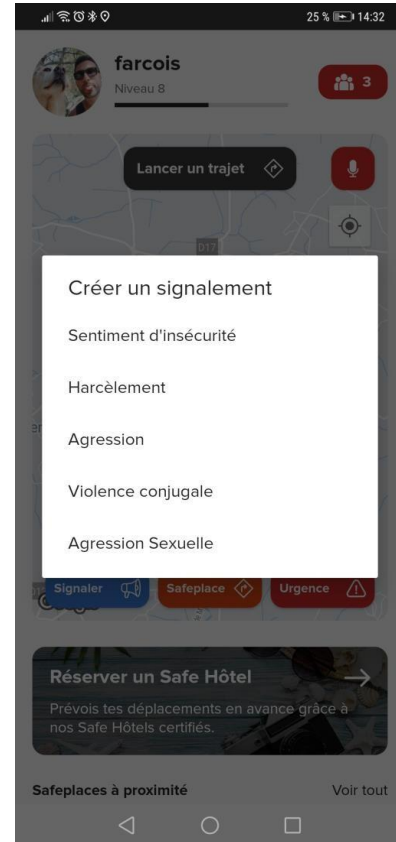 25 % 14:32
farcois
Niveau 8
3
Lancer un trajet
D17
Créer un signalement
Sentiment d'insécurité
Harcèlement
Agression
Violence conjugale
Agression Sexuelle
Signaler
Safeplace
Urgence
Réserver un Safe Hôtel
Prévois tes déplacements en avance grâce à
nos Safe Hôtels certifiés.
Safeplaces à proximité
Voir tout